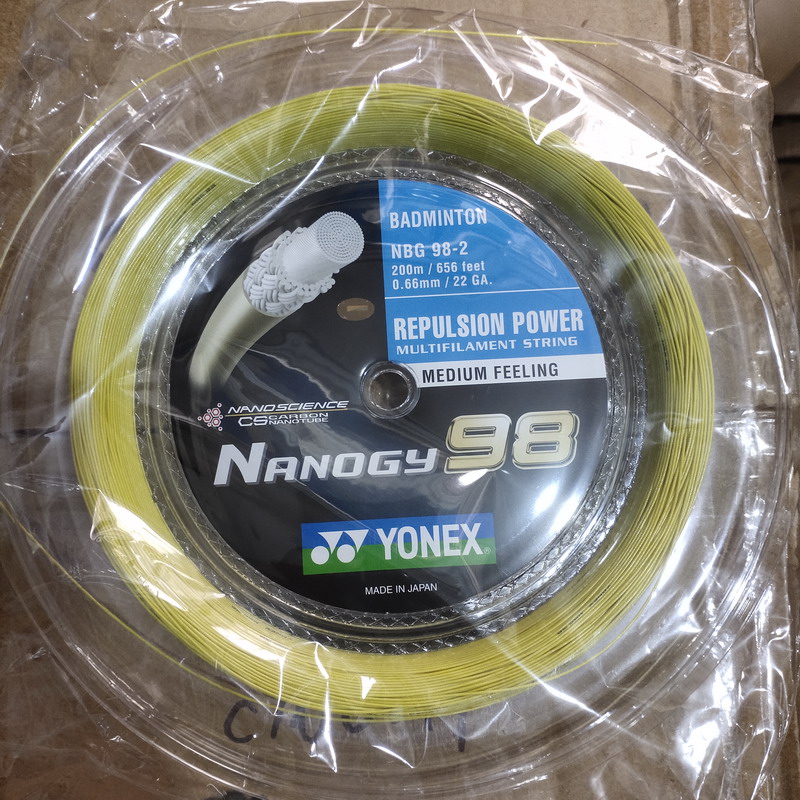 BADMINTON
NBG 98-2
200m / 656 feet
0.66mm / 22 GA.
REPULSION POWER
MULTIFILAMENT STRING
MEDIUM FEELING
NANOSCIENCE
CS CARBON NANOTUBE
NANOGY 98
YONEX®
MADE IN JAPAN